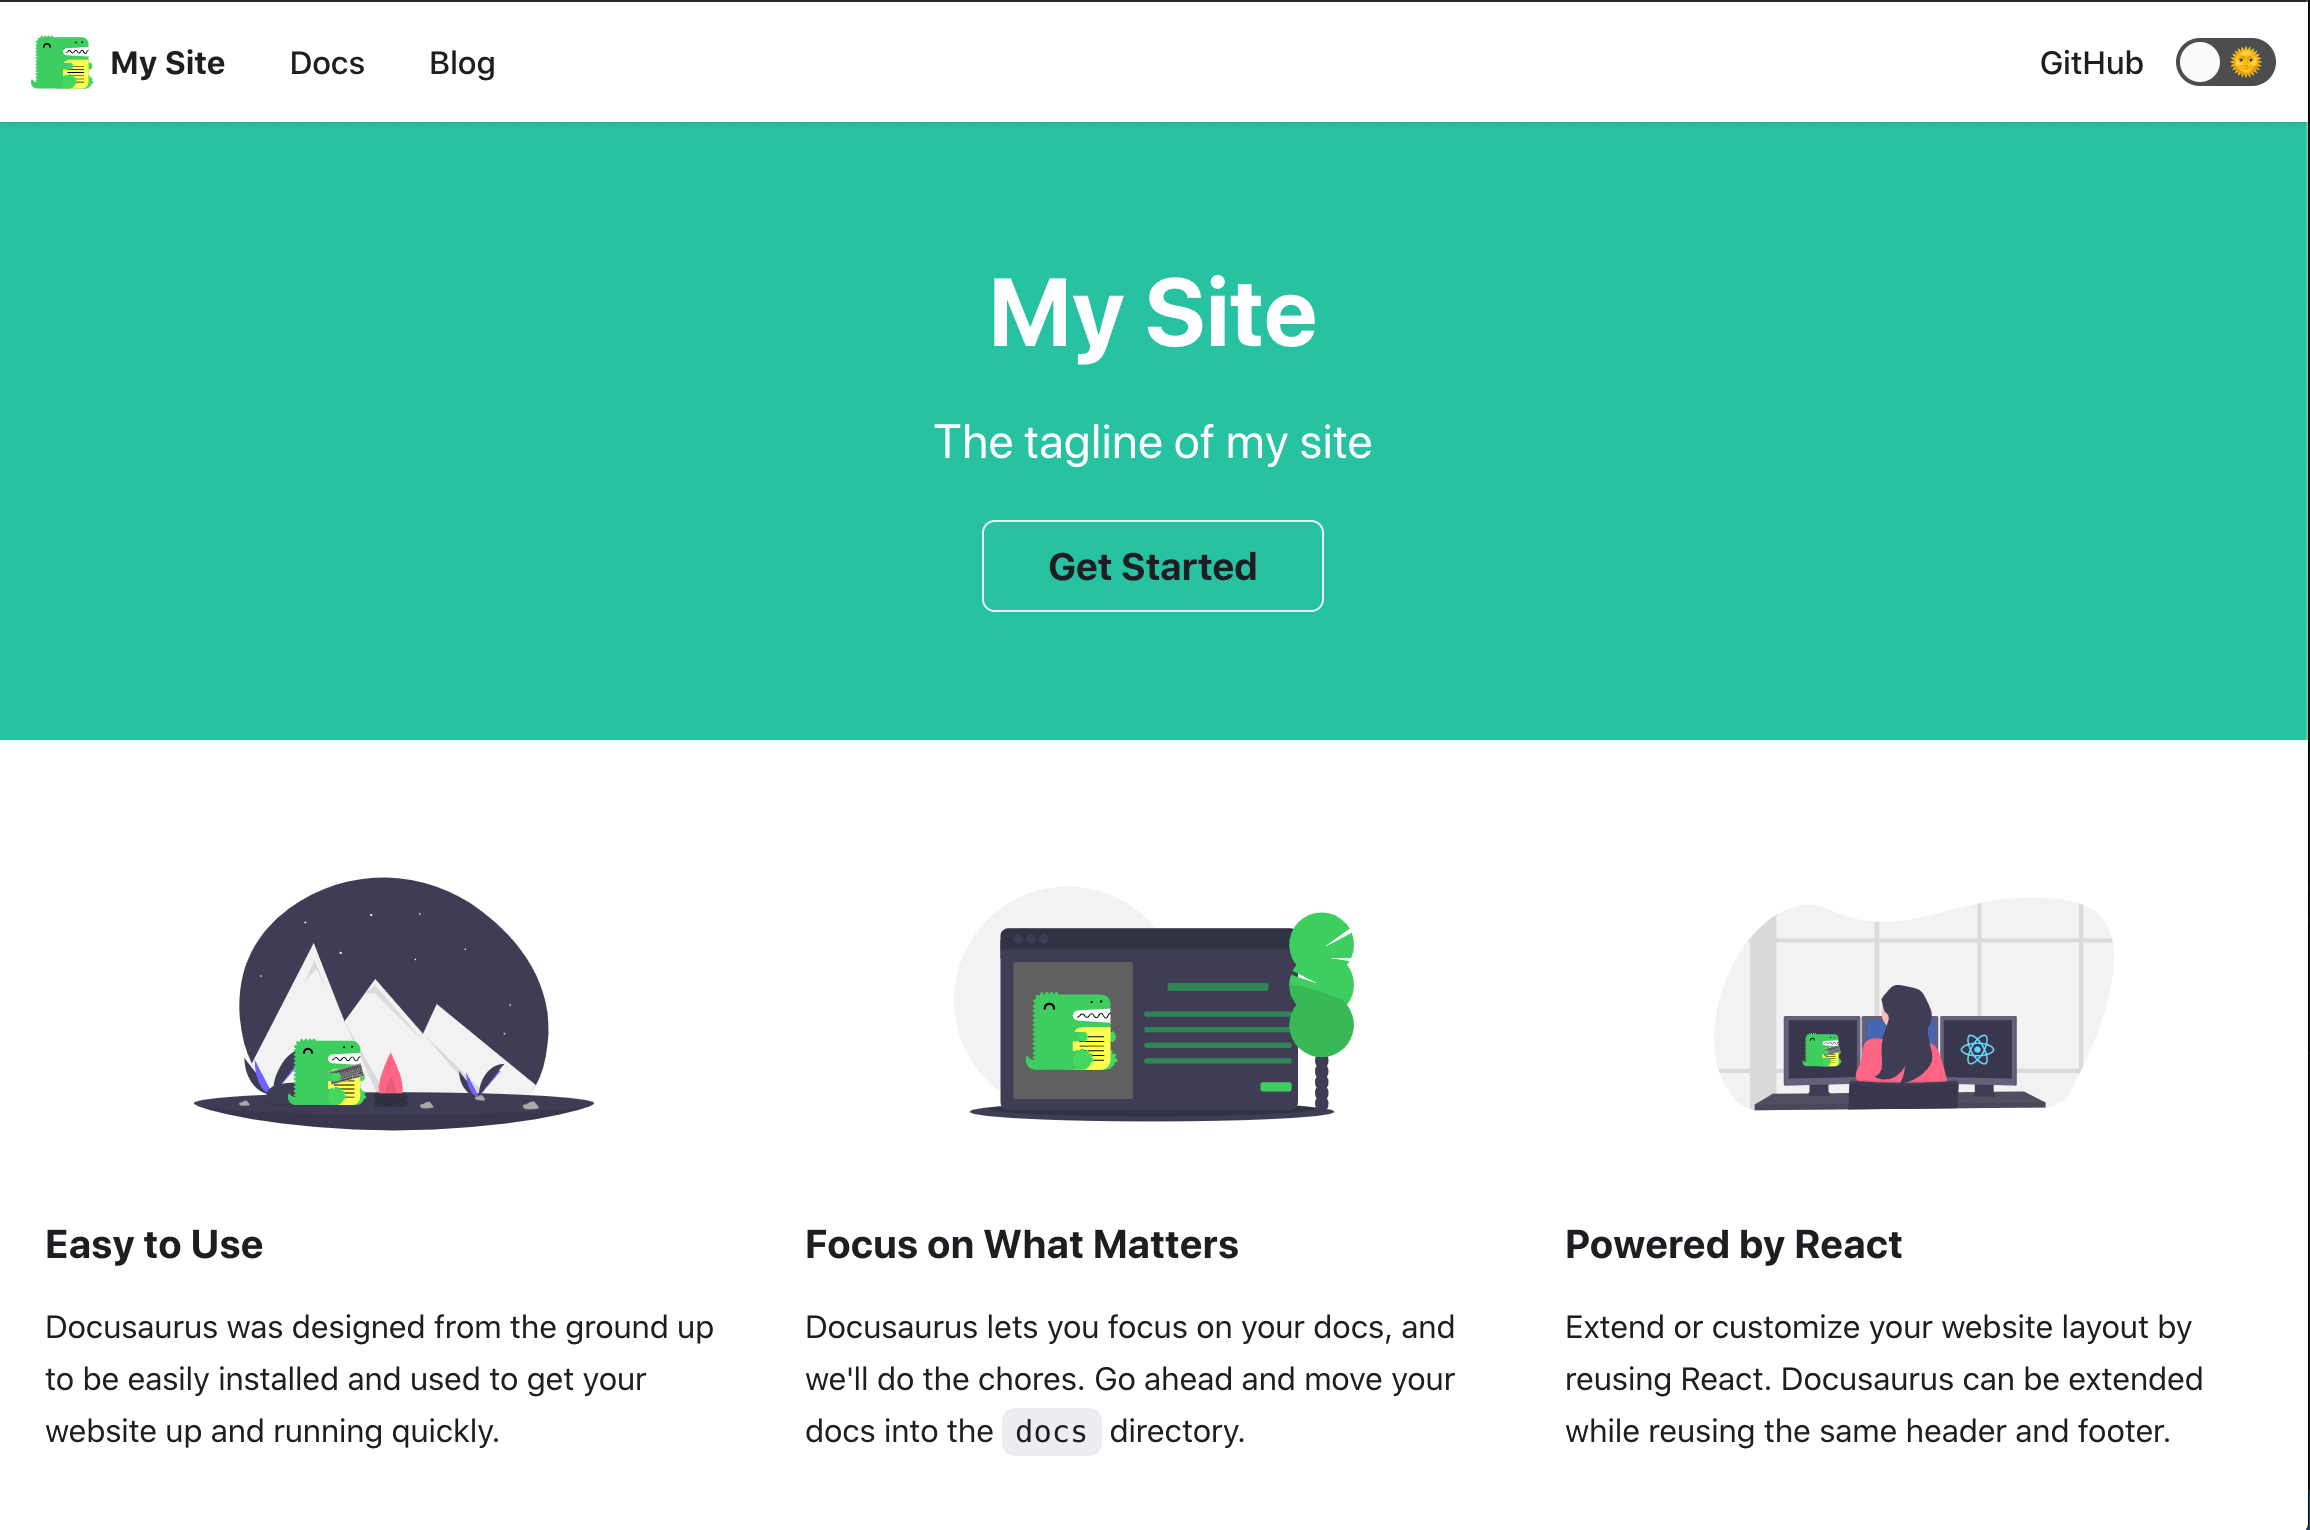 My Site Docs Blog GitHub
My Site
The tagline of my site
Get Started
Easy to Use
Docusaurus was designed from the ground up
to be easily installed and used to get your
website up and running quickly.
Focus on What Matters
Docusaurus lets you focus on your docs, and
we'll do the chores. Go ahead and move your
docs into the docs directory.
Powered by React
Extend or customize your website layout by
reusing React. Docusaurus can be extended
while reusing the same header and footer.